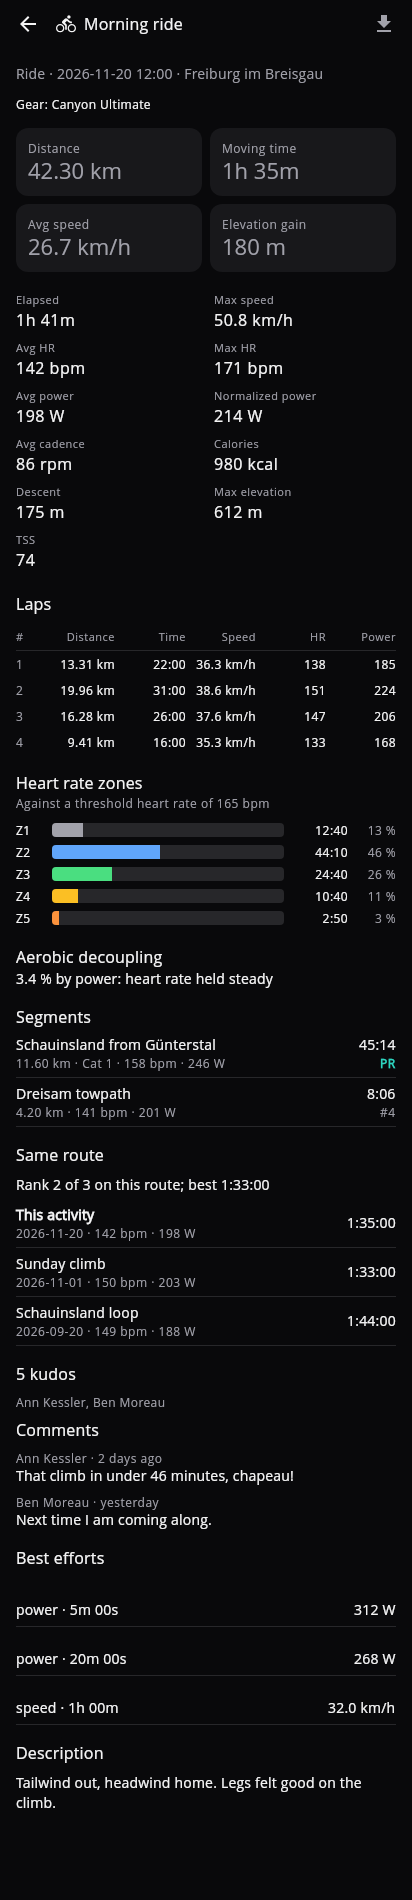 Morning ride
Ride · 2026-11-20 12:00 · Freiburg im Breisgau
Gear: Canyon Ultimate
Distance
42.30 km
Moving time
1h 35m
Avg speed
26.7 km/h
Elevation gain
180 m
Elapsed
1h 41m
Max speed
50.8 km/h
Avg HR
142 bpm
Max HR
171 bpm
Avg power
198 W
Normalized power
214 W
Avg cadence
86 rpm
Calories
980 kcal
Descent
175 m
Max elevation
612 m
TSS
74
Laps
# Distance Time Speed HR Power
1 13.31 km 22:00 36.3 km/h 138 185
2 19.96 km 31:00 38.6 km/h 151 224
3 16.28 km 26:00 37.6 km/h 147 206
4 9.41 km 16:00 35.3 km/h 133 168
Heart rate zones
Against a threshold heart rate of 165 bpm
Z1 12:40 13 %
Z2 44:10 46 %
Z3 24:40 26 %
Z4 10:40 11 %
Z5 2:50 3 %
Aerobic decoupling
3.4 % by power: heart rate held steady
Segments
Schauinsland from Günterstal 45:14
11.60 km · Cat 1 · 158 bpm · 246 W PR
Dreisam towpath 8:06
4.20 km · 141 bpm · 201 W #4
Same route
Rank 2 of 3 on this route; best 1:33:00
This activity 1:35:00
2026-11-20 · 142 bpm · 198 W
Sunday climb 1:33:00
2026-11-01 · 150 bpm · 203 W
Schauinsland loop 1:44:00
2026-09-20 · 149 bpm · 188 W
5 kudos
Ann Kessler, Ben Moreau
Comments
Ann Kessler · 2 days ago
That climb in under 46 minutes, chapeau!
Ben Moreau · yesterday
Next time I am coming along.
Best efforts
power · 5m 00s 312 W
power · 20m 00s 268 W
speed · 1h 00m 32.0 km/h
Description
Tailwind out, headwind home. Legs felt good on the
climb.